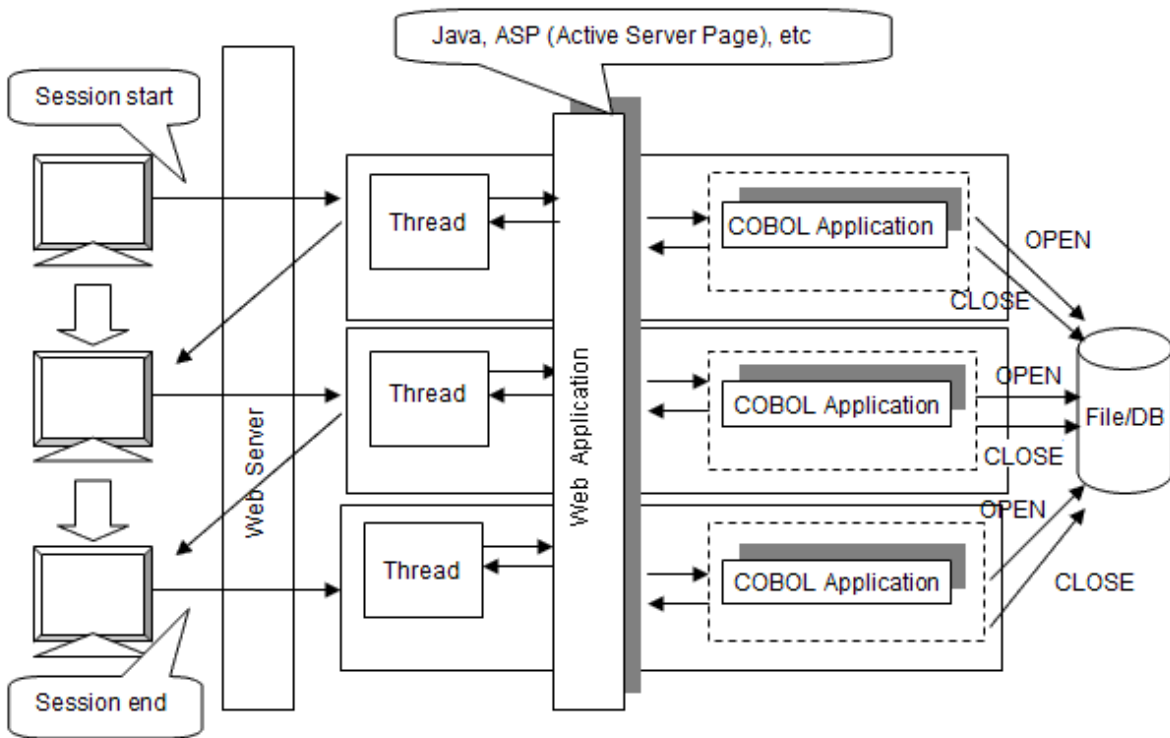 Java, ASP (Active Server Page), etc
Session start
Thread
COBOL Application
OPEN
CLOSE
Thread
COBOL Application
OPEN
CLOSE
File/DB
Web Server
Web Application
Thread
COBOL Application
OPEN
CLOSE
Session end